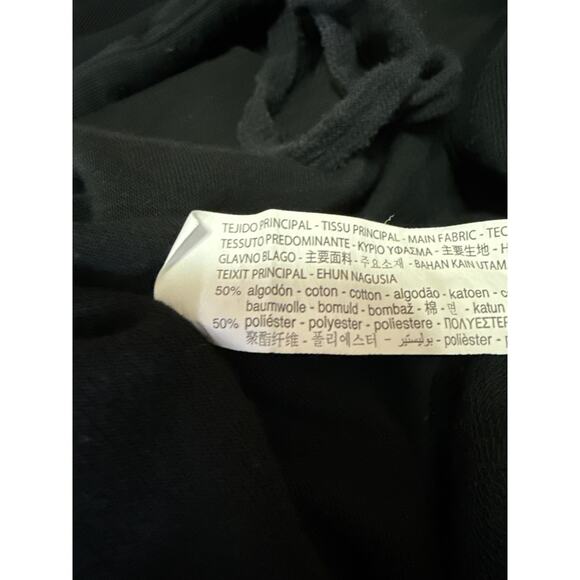 TEJIDO PRINCIPAL - TISSU PRINCIPAL - MAIN FABRIC - TEC
TESSUTO PREDOMINANTE - ΚΥΡΙΟ ΥΦΑΣΜΑ - 主要生地 - H
GLAVNO BLAGO - 主要面料 - 주요소재 - BAHAN KAIN UTAM
TEIXIT PRINCIPAL - EHUN NAGUSIA
50% algodón - coton - cotton - algodão - katoen - c
baumwolle - bomuld - bombaž - 棉 - 면 - katun
50% poliéster - polyester - poliestere - ΠΟΛΥΕΣΤΕΡ
聚酯纤维 - 폴리에스터 - بوليستير - polièster - p